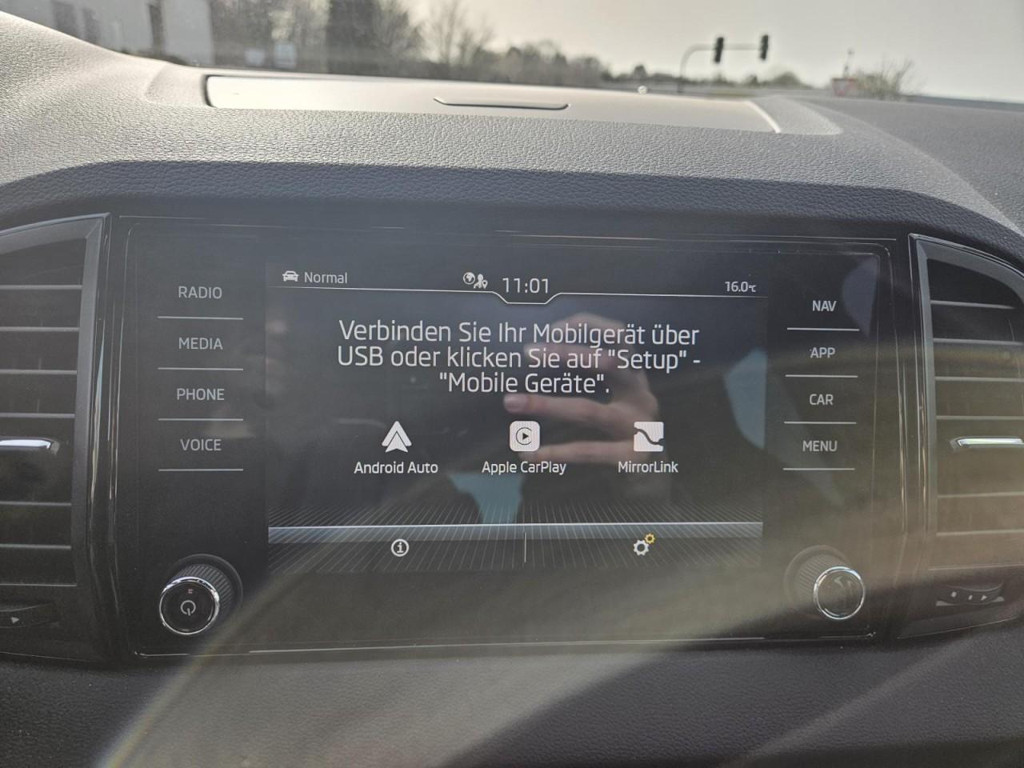 Normal
11:01
16.0°C
RADIO
MEDIA
PHONE
VOICE
Verbinden Sie Ihr Mobilgerät über
USB oder klicken Sie auf "Setup" -
"Mobile Geräte".
Android Auto
Apple CarPlay
MirrorLink
NAV
APP
CAR
MENU